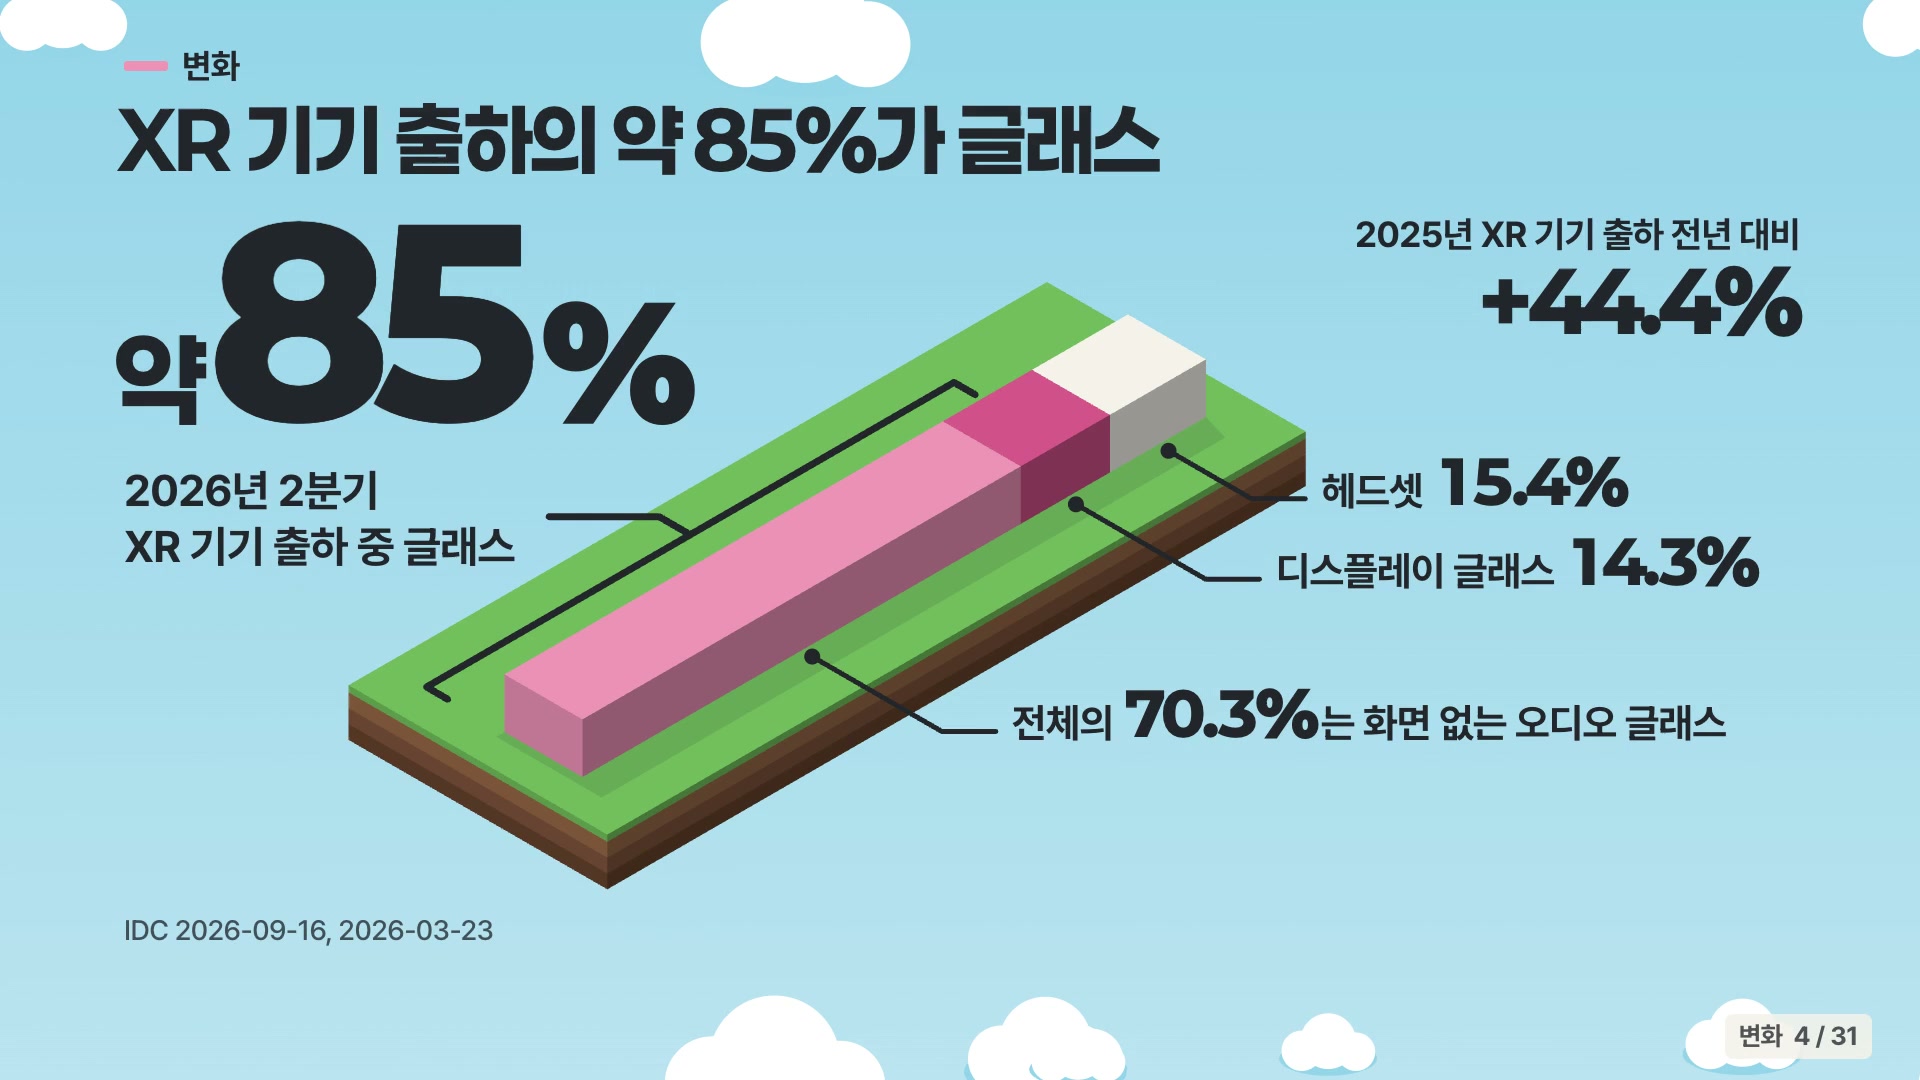 변화
XR 기기 출하의 약 85%가 글래스
약 85%
2026년 2분기
XR 기기 출하 중 글래스
2025년 XR 기기 출하 전년 대비
+44.4%
헤드셋 15.4%
디스플레이 글래스 14.3%
전체의 70.3%는 화면 없는 오디오 글래스
IDC 2026-09-16, 2026-03-23
변화 4 / 31